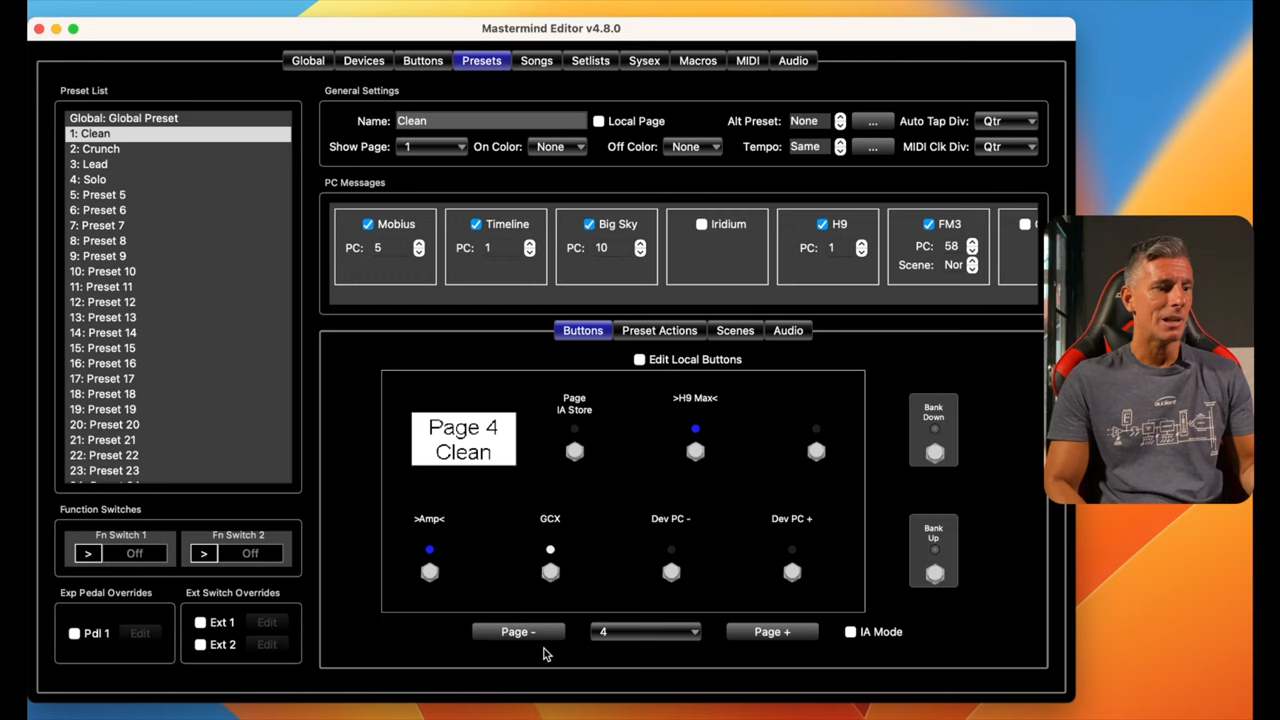 Mastermind Editor v4.8.0
Global Devices Buttons Presets Songs Setlists Sysex Macros MIDI Audio
Preset List
Global: Global Preset
1: Clean
2: Crunch
3: Lead
4: Solo
5: Preset 5
6: Preset 6
7: Preset 7
8: Preset 8
9: Preset 9
10: Preset 10
11: Preset 11
12: Preset 12
13: Preset 13
14: Preset 14
15: Preset 15
16: Preset 16
17: Preset 17
18: Preset 18
19: Preset 19
20: Preset 20
21: Preset 21
22: Preset 22
23: Preset 23
Function Switches
Fn Switch 1 Fn Switch 2
> Off > Off
Exp Pedal Overrides Ext Switch Overrides
Pdl 1 Edit
Ext 1 Edit
Ext 2 Edit
General Settings
Name: Clean Local Page Alt Preset: None ... Auto Tap Div: Qtr
Show Page: 1 On Color: None Off Color: None Tempo: Same ... MIDI Clk Div: Qtr
PC Messages
Mobius Timeline Big Sky Iridium H9 FM3
PC: 5 PC: 1 PC: 10 PC: 1 PC: 58
Scene: Nor
Buttons Preset Actions Scenes Audio
Edit Local Buttons
Page 4
Clean
Page
IA Store
>H9 Max<
Bank
Down
>Amp< GCX Dev PC - Dev PC +
Bank
Up
Page - 4 Page + IA Mode
audient